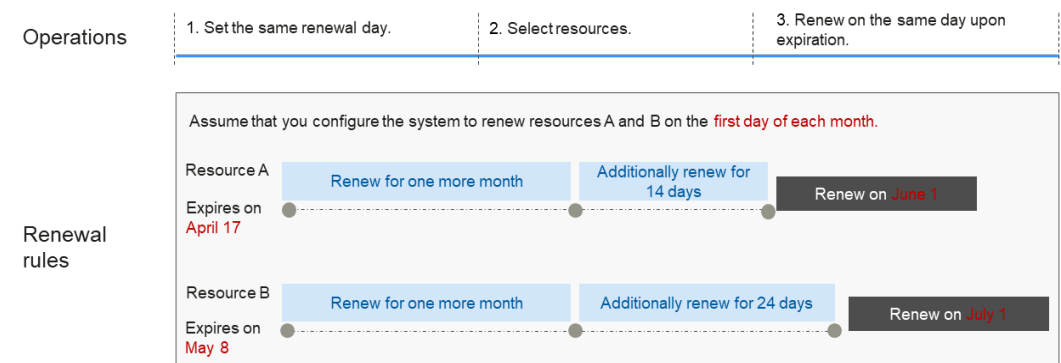 Operations
1. Set the same renewal day.
2. Select resources.
3. Renew on the same day upon
expiration.
Assume that you configure the system to renew resources A and B on the first day of each month.
Renewal
rules
Resource A
Renew for one more month
Additionally renew for
14 days
Renew on June 1
Expires on
April 17
Resource B
Renew for one more month
Additionally renew for 24 days
Renew on July 1
Expires on
May 8